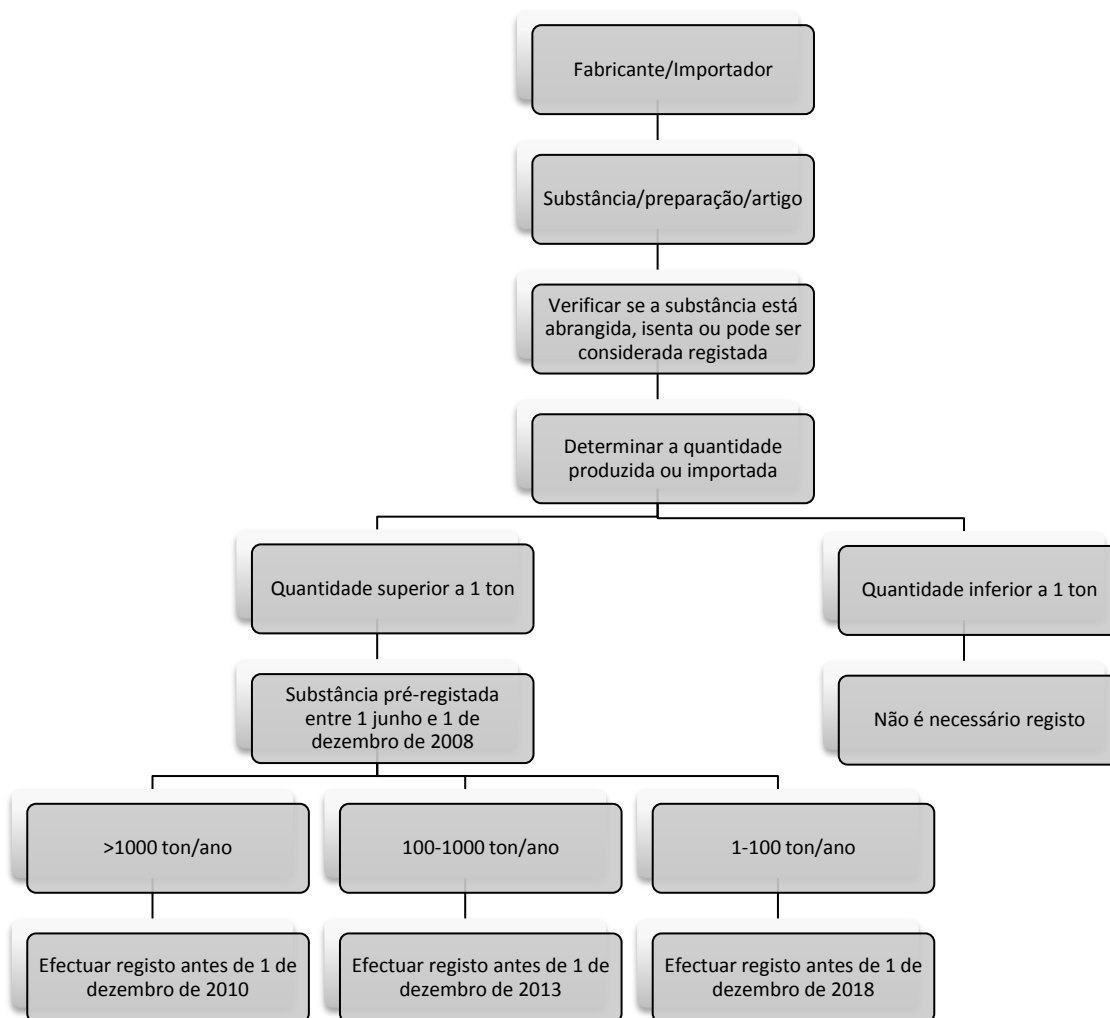 Fabricante/Importador
Substância/preparação/artigo
Verificar se a substância está
abrangida, isenta ou pode ser
considerada registada
Determinar a quantidade
produzida ou importada
Quantidade superior a 1 ton
Quantidade inferior a 1 ton
Substância pré-registada
entre 1 junho e 1 de
dezembro de 2008
Não é necessário registo
>1000 ton/ano
100-1000 ton/ano
1-100 ton/ano
Efectuar registo antes de 1 de
dezembro de 2010
Efectuar registo antes de 1 de
dezembro de 2013
Efectuar registo antes de 1 de
dezembro de 2018